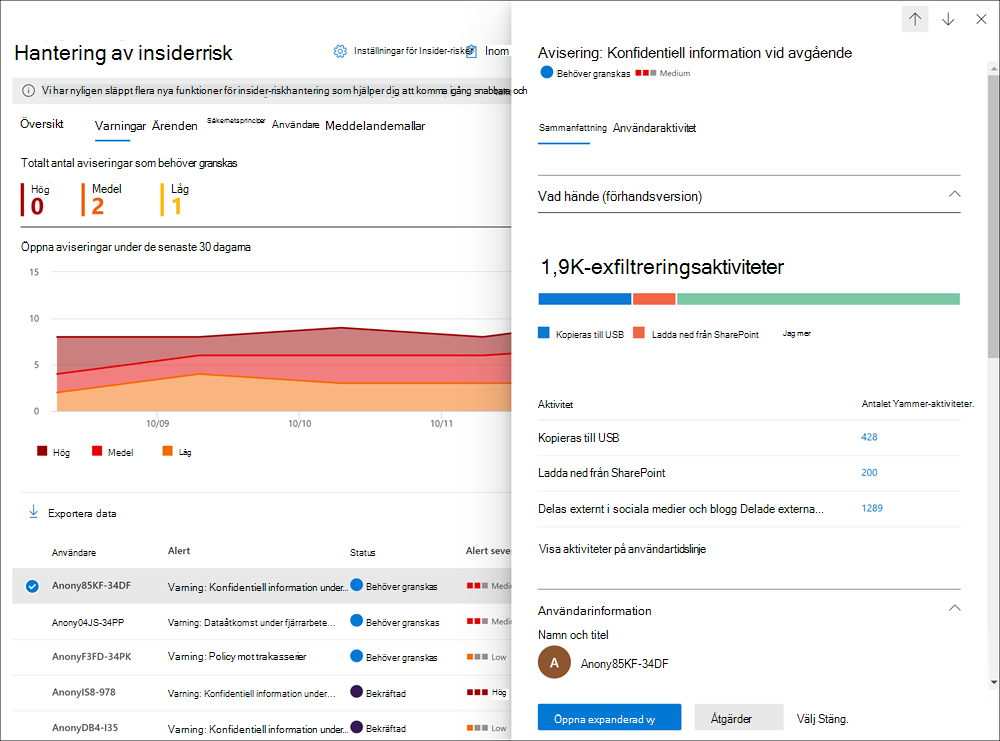 Hantering av insiderrisk
Inställningar för Insider-risker
Inom
Vi har nyligen släppt flera nya funktioner för insider-riskhantering som hjälper dig att komma igång snabbare och
Översikt Varningar Ärenden Säkerhetsprinciper Användare Meddelandemallar
Totalt antal aviseringar som behöver granskas
Hög Medel Låg
0 2 1
Öppna aviseringar under de senaste 30 dagarna
15
10
5
0
10/09 10/10 10/11
Hög Medel Låg
Exportera data
Användare Alert Status Alert seve
Anony85KF-34DF Varning: Konfidentiell information under... Behöver granskas Medi
Anony04JS-34PP Varning: Dataåtkomst under fjärrarbete... Behöver granskas Medi
AnonyF3FD-34PK Varning: Policy mot trakasserier Behöver granskas Low
AnonyIS8-978 Varning: Konfidentiell information under... Bekräftad Hög
AnonyDB4-I35 Varning: Konfidentiell information under... Bekräftad Low
Avisering: Konfidentiell information vid avgående
Behöver granskas Medium
Sammanfattning Användaraktivitet
Vad hände (förhandsversion)
1,9K-exfiltreringsaktiviteter
Kopieras till USB Ladda ned från SharePoint Jag mer
Aktivitet Antalet Yammer-aktiviteter.
Kopieras till USB 428
Ladda ned från SharePoint 200
Delas externt i sociala medier och blogg Delade externa... 1289
Visa aktiviteter på användartidslinje
Användarinformation
Namn och titel
A Anony85KF-34DF
Öppna expanderad vy Åtgärder Välj Stäng.